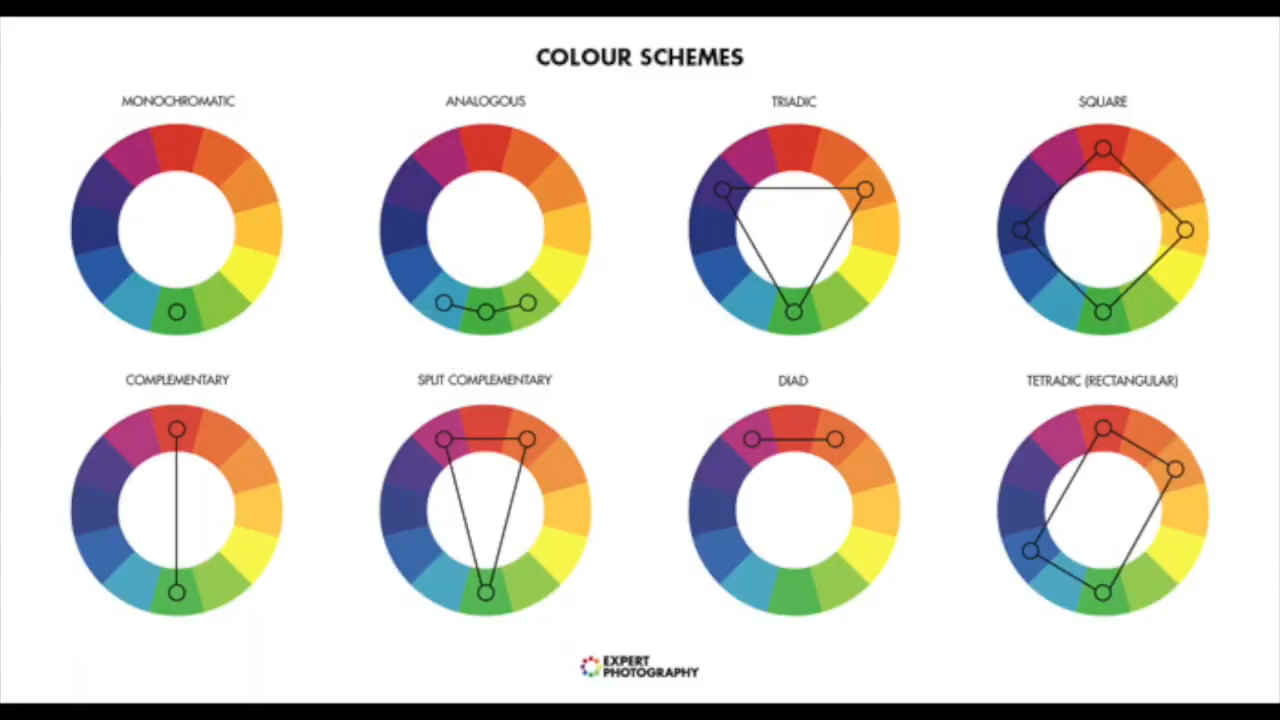 COLOUR SCHEMES
MONOCHROMATIC
ANALOGOUS
TRIADIC
SQUARE
COMPLEMENTARY
SPLIT COMPLEMENTARY
DIAD
TETRADIC (RECTANGULAR)
EXPERT
PHOTOGRAPHY